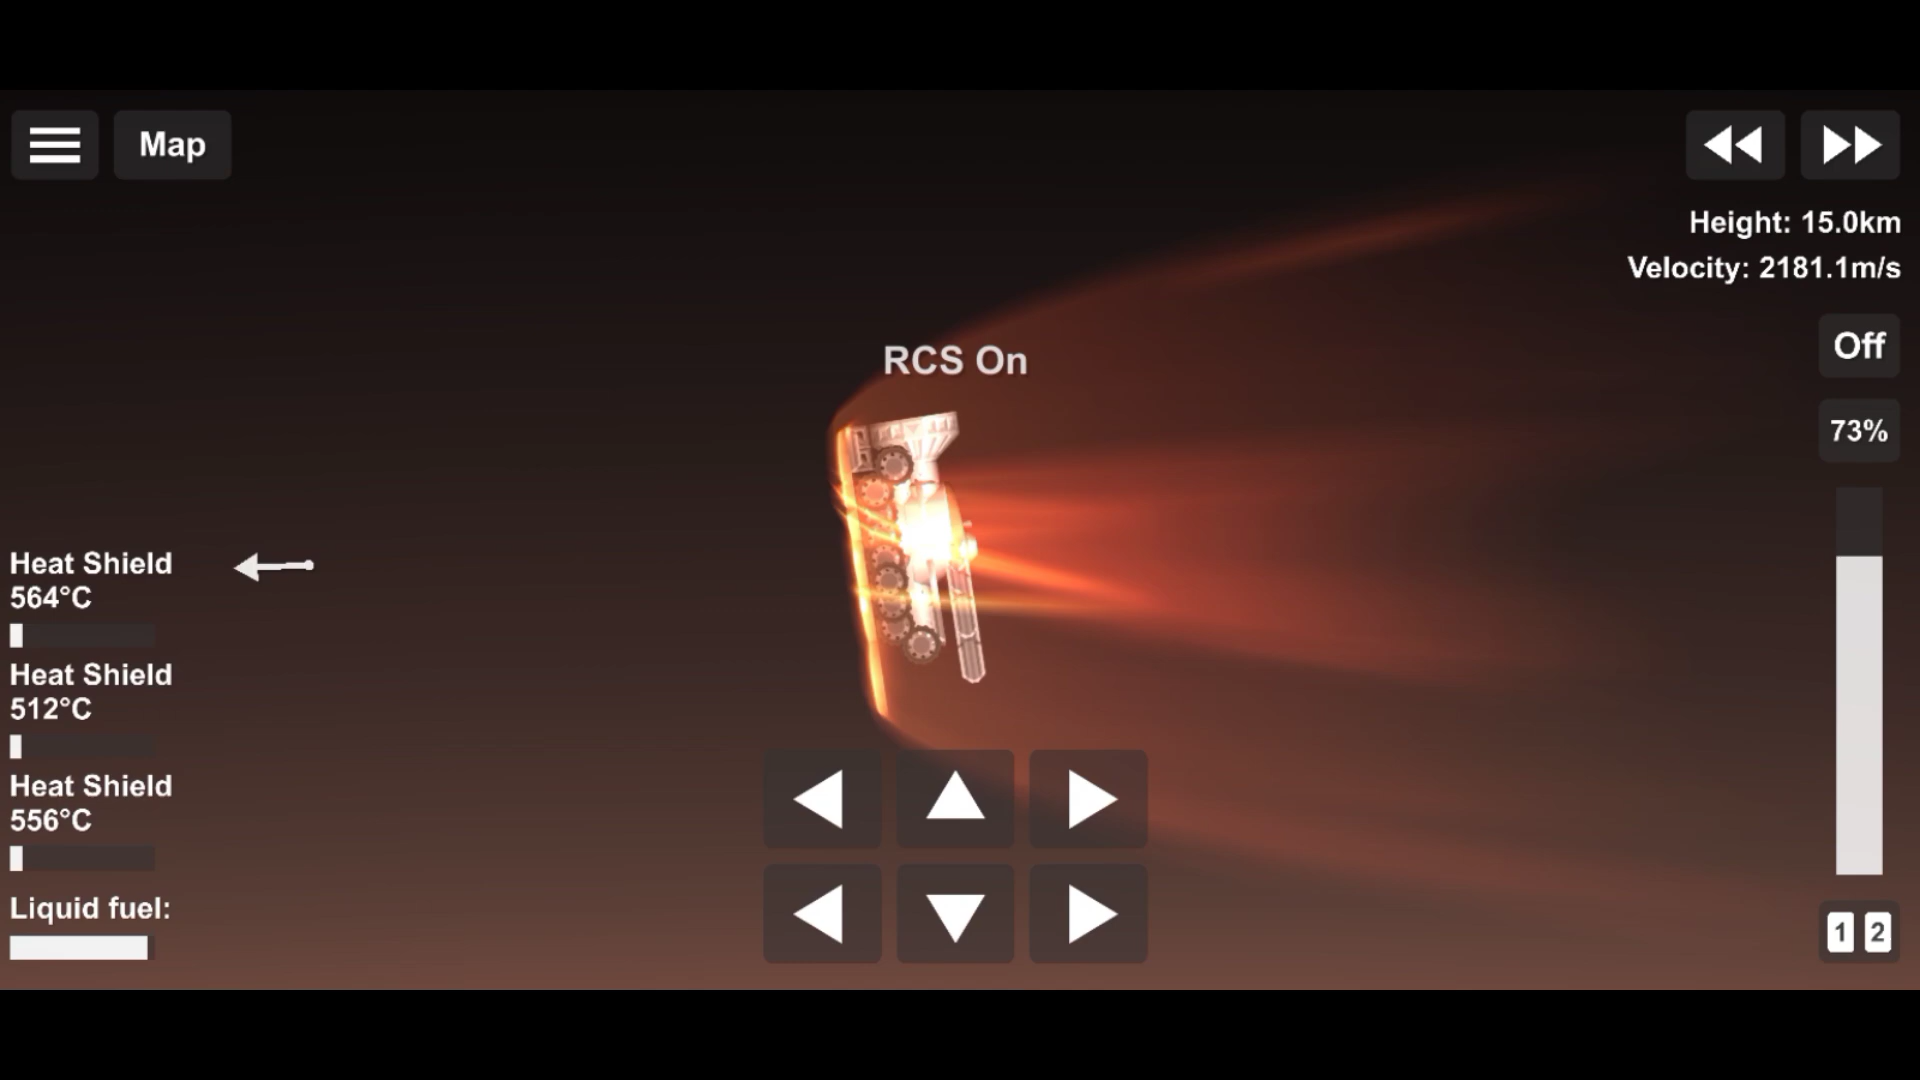 Map
Height: 15.0km
Velocity: 2181.1m/s
Off
RCS On
73%
Heat Shield
564°C
Heat Shield
512°C
Heat Shield
556°C
Liquid fuel:
1 2